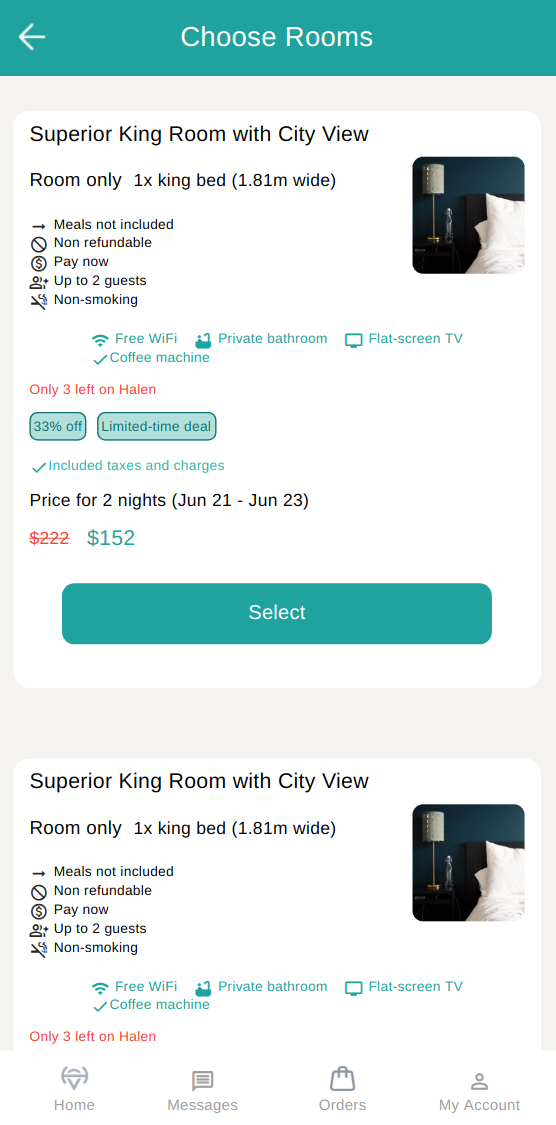 Choose Rooms
Superior King Room with City View
Room only 1x king bed (1.81m wide)
Meals not included
Non refundable
Pay now
Up to 2 guests
Non-smoking
Free WiFi Private bathroom Flat-screen TV
Coffee machine
Only 3 left on Halen
33% off Limited-time deal
Included taxes and charges
Price for 2 nights (Jun 21 - Jun 23)
$222 $152
Select
Superior King Room with City View
Room only 1x king bed (1.81m wide)
Meals not included
Non refundable
Pay now
Up to 2 guests
Non-smoking
Free WiFi Private bathroom Flat-screen TV
Coffee machine
Only 3 left on Halen
Home Messages Orders My Account